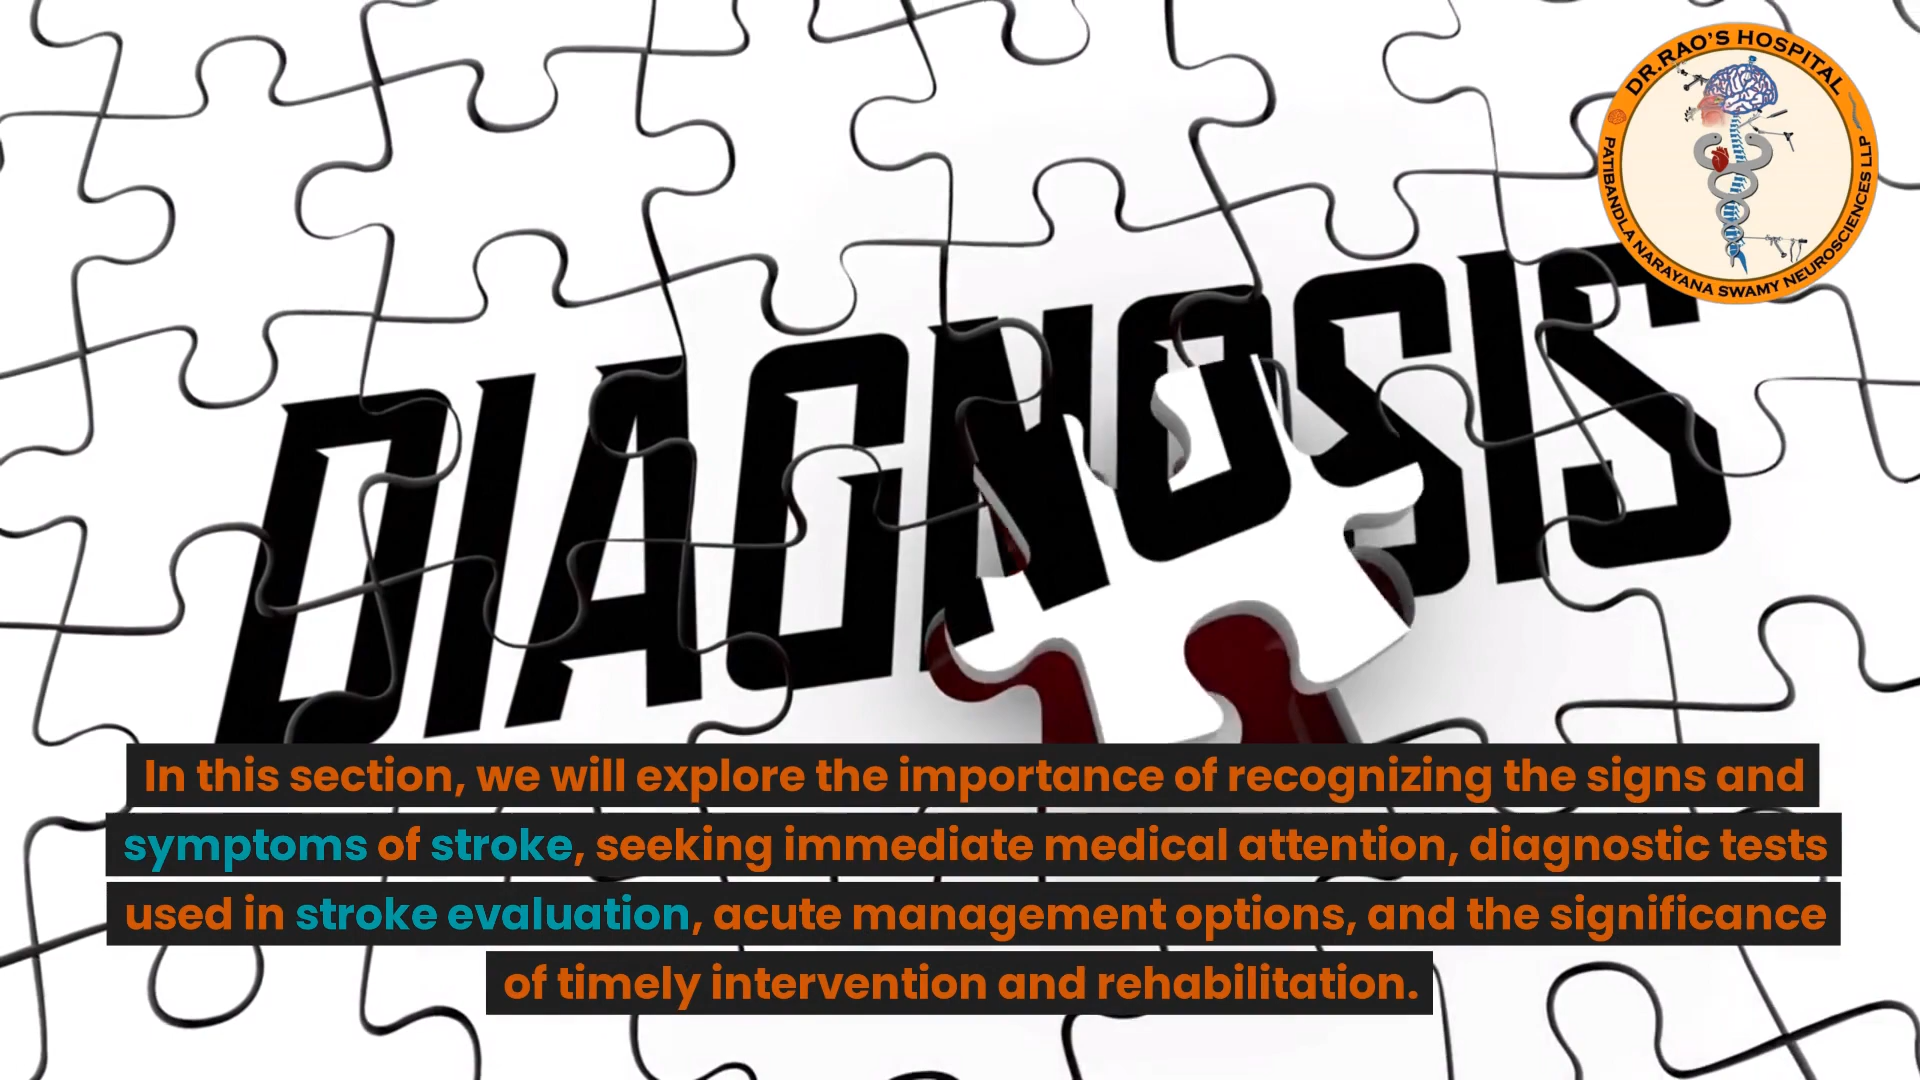 DR.RAO'S HOSPITAL
PATIBANDLA NARAYANA SWAMY NEUROSCIENCES LLP
DIAGNOSIS
In this section, we will explore the importance of recognizing the signs and
symptoms of stroke, seeking immediate medical attention, diagnostic tests
used in stroke evaluation, acute management options, and the significance
of timely intervention and rehabilitation.